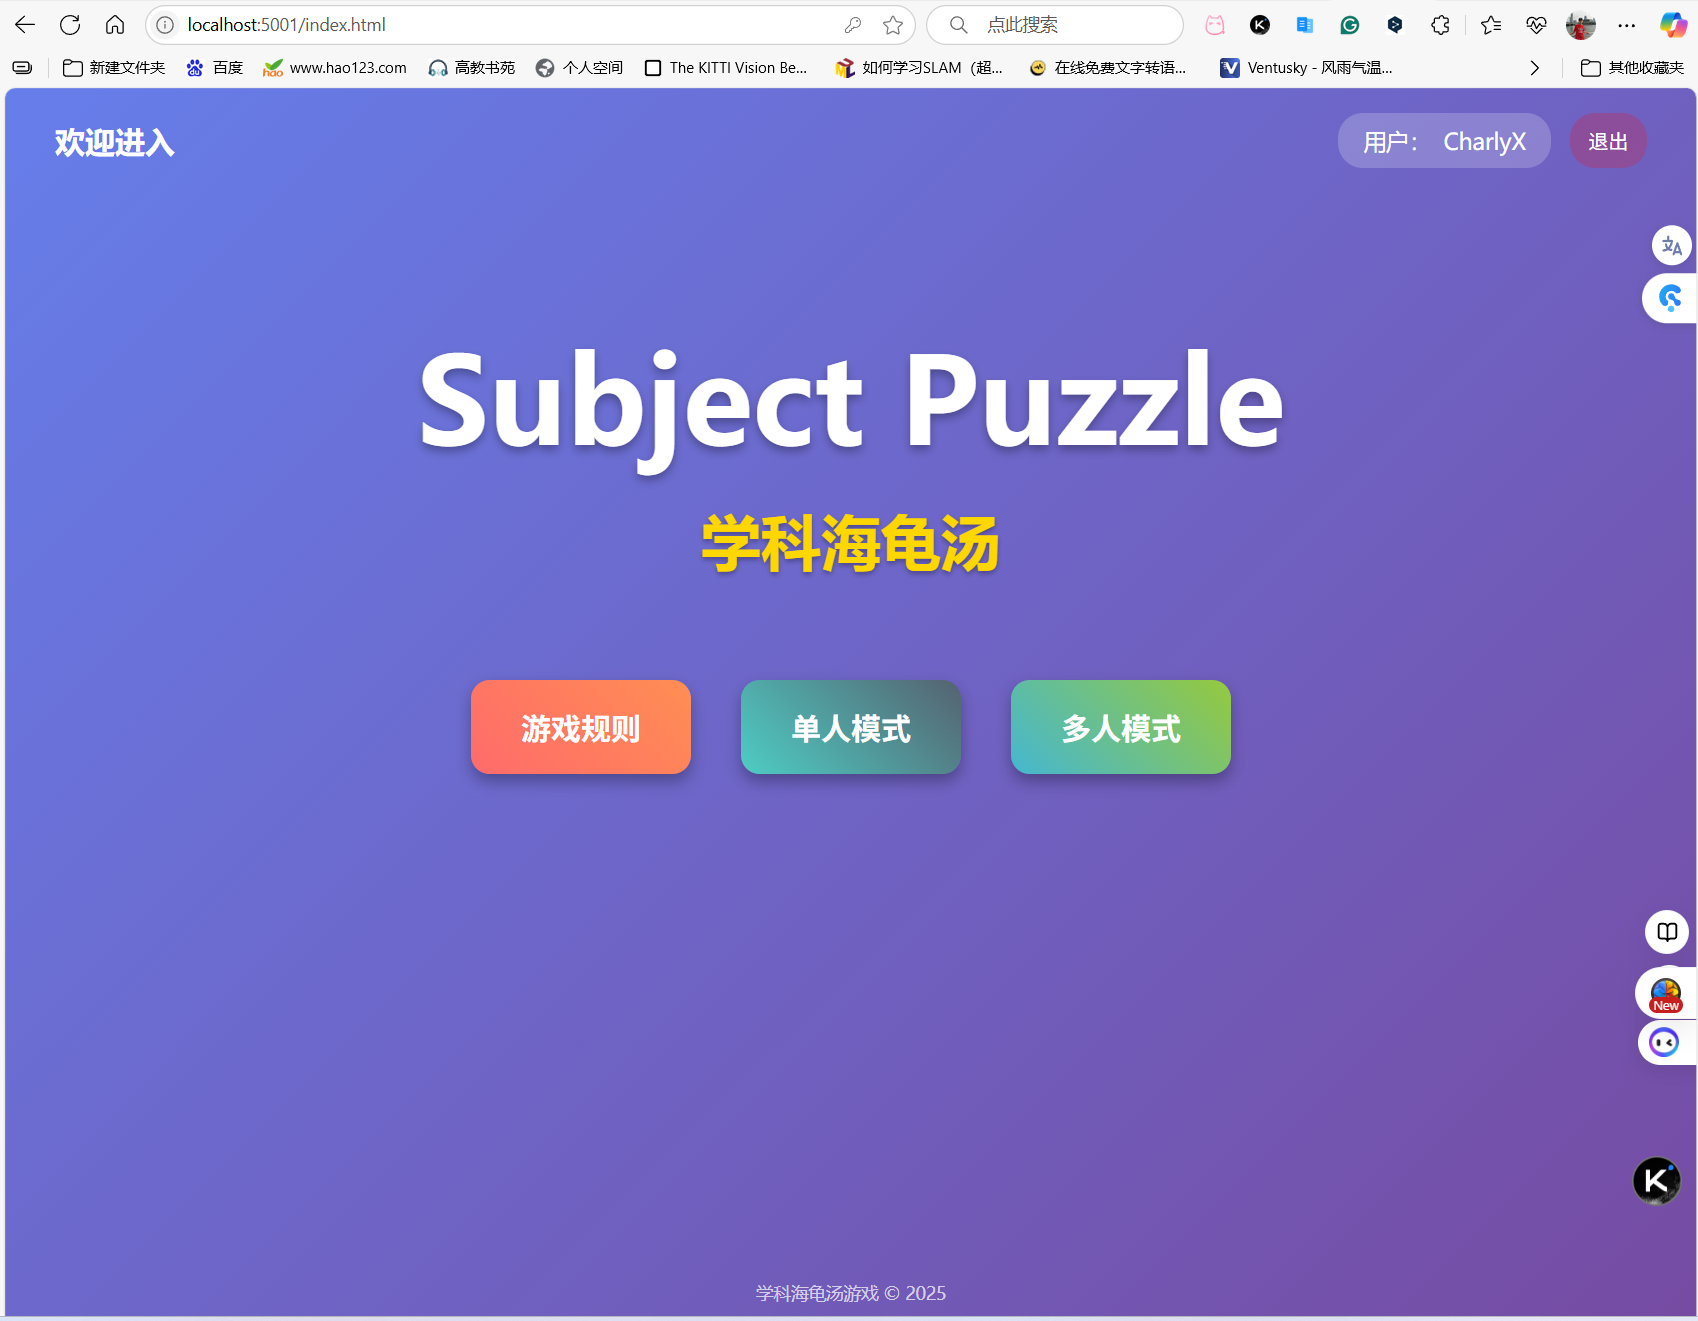 localhost:5001/index.html
点此搜索
新建文件夹
百度
www.hao123.com
高教书苑
个人空间
The KITTI Vision Be...
如何学习SLAM（超...
在线免费文字转语...
Ventusky - 风雨气温...
其他收藏夹
欢迎进入
用户： CharlyX
退出
Subject Puzzle
学科海龟汤
游戏规则
单人模式
多人模式
New
学科海龟汤游戏 © 2025